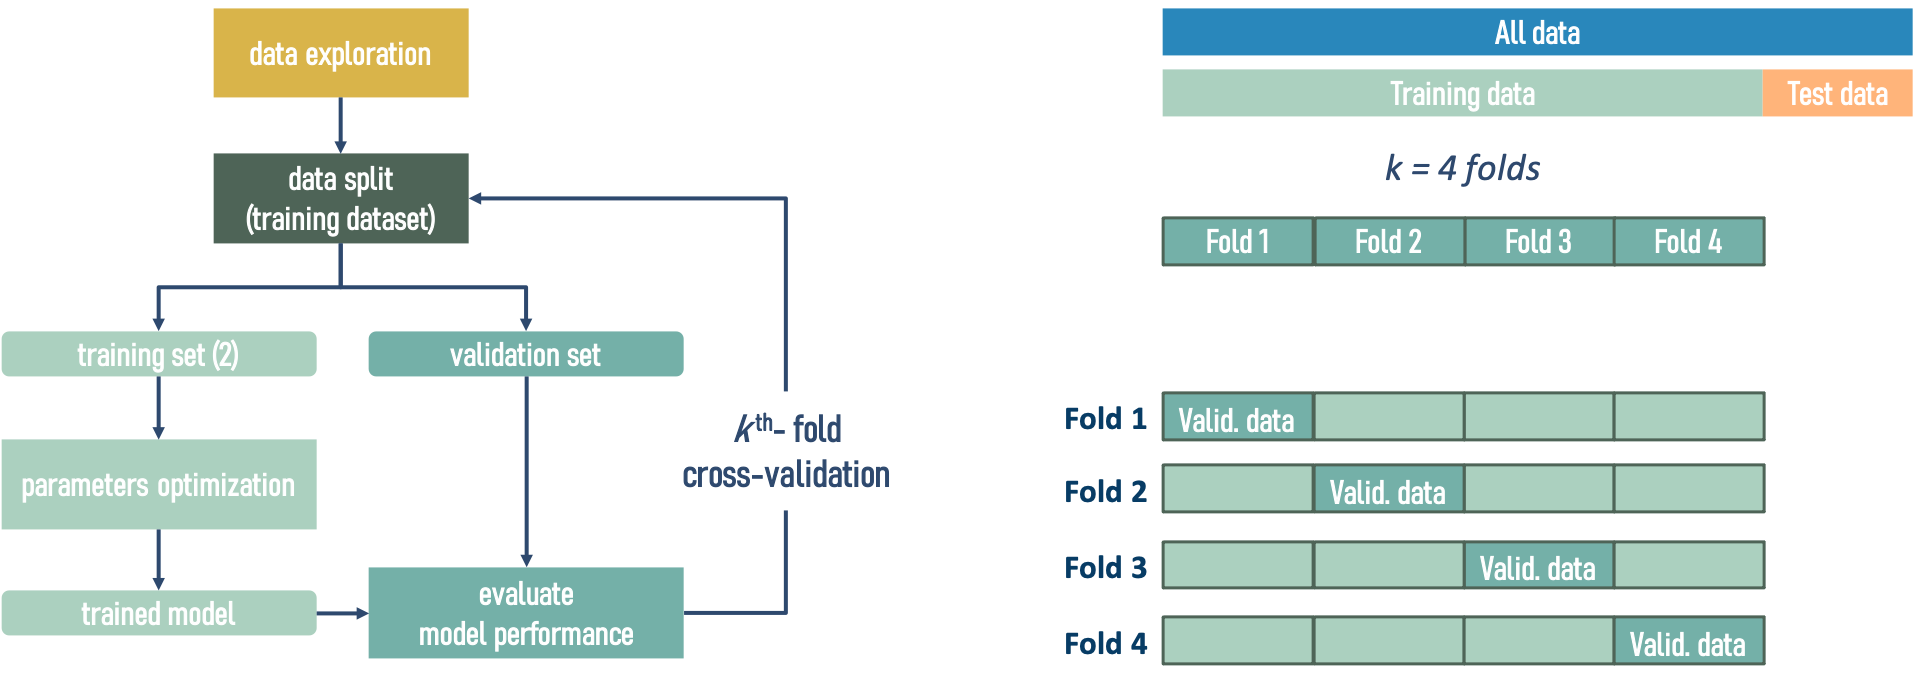 data exploration
data split
(training dataset)
training set (2)
validation set
parameters optimization
trained model
evaluate
model performance
kth- fold
cross-validation
All data
Training data
Test data
k = 4 folds
Fold 1
Fold 2
Fold 3
Fold 4
Fold 1
Valid. data
Fold 2
Valid. data
Fold 3
Valid. data
Fold 4
Valid. data